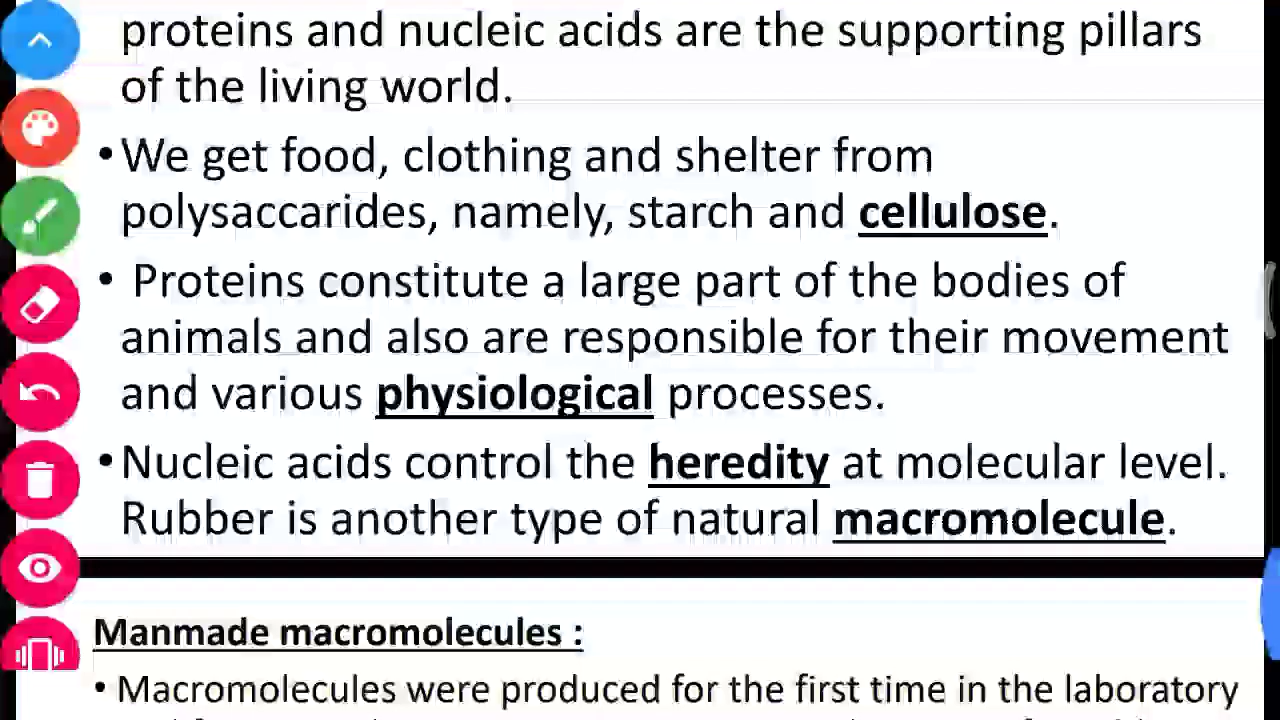 proteins and nucleic acids are the supporting pillars
of the living world.
•We get food, clothing and shelter from
polysaccarides, namely, starch and cellulose.
• Proteins constitute a large part of the bodies of
animals and also are responsible for their movement
and various physiological processes.
•Nucleic acids control the heredity at molecular level.
Rubber is another type of natural macromolecule.
Manmade macromolecules :
• Macromolecules were produced for the first time in the laboratory